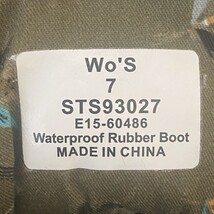 Wo'S
7
STS93027
E15-60486
Waterproof Rubber Boot
MADE IN CHINA